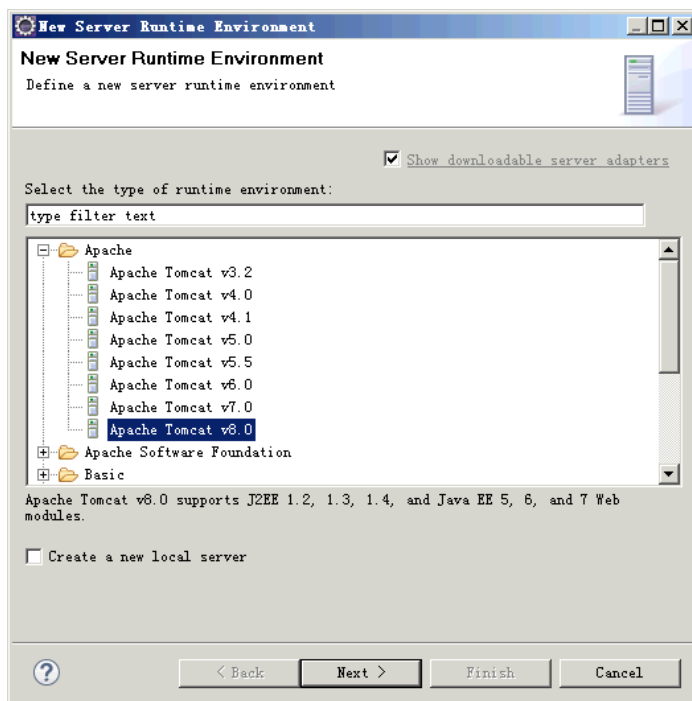 New Server Runtime Environment
New Server Runtime Environment
Define a new server runtime environment
Show downloadable server adapters
Select the type of runtime environment:
type filter text
Apache
Apache Tomcat v3.2
Apache Tomcat v4.0
Apache Tomcat v4.1
Apache Tomcat v5.0
Apache Tomcat v5.5
Apache Tomcat v6.0
Apache Tomcat v7.0
Apache Tomcat v8.0
Apache Software Foundation
Basic
Apache Tomcat v8.0 supports J2EE 1.2, 1.3, 1.4, and Java EE 5, 6, and 7 Web
modules.
Create a new local server
? < Back Next > Finish Cancel